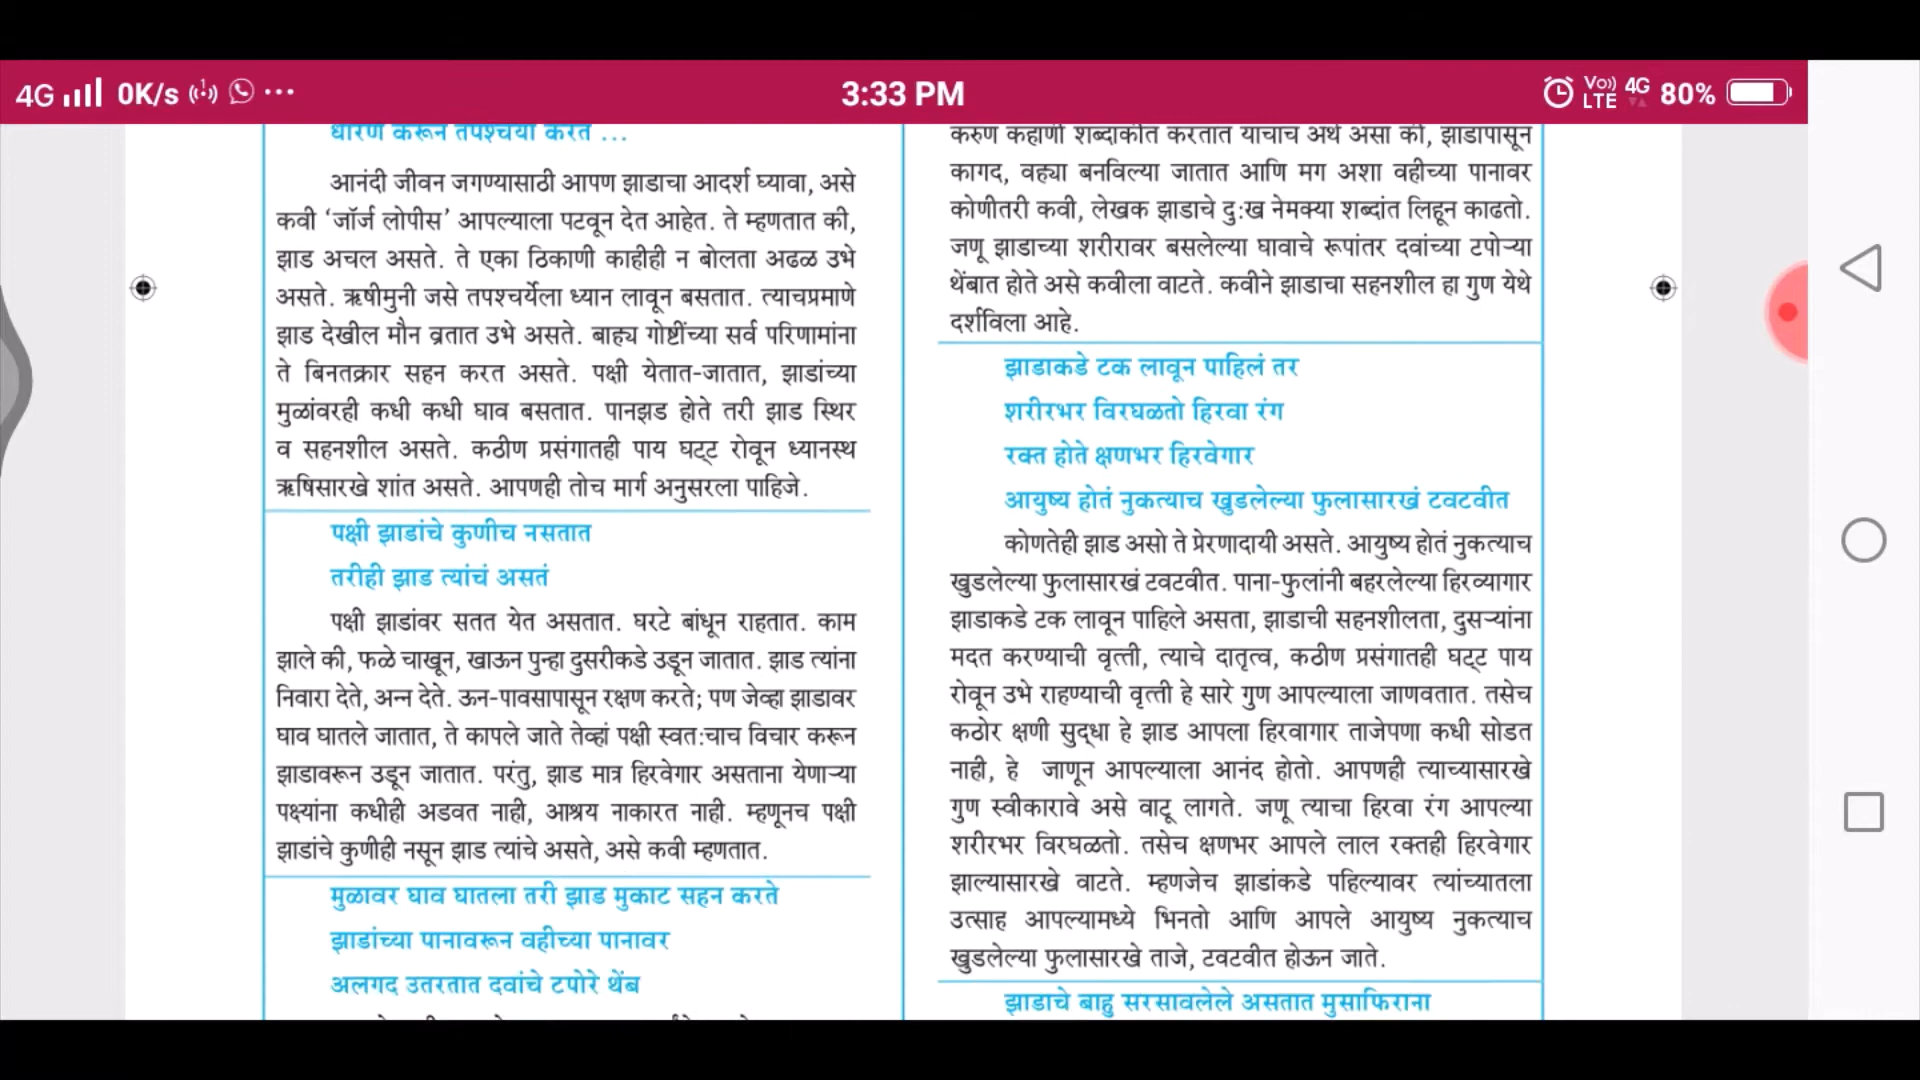 4G 0K/s 3:33 PM Vo) LTE 4G 80%
धारण करून तपश्चर्या करते ...
आनंदी जीवन जगण्यासाठी आपण झाडाचा आदर्श घ्यावा, असे
कवी ‘जॉर्ज लोपीस’ आपल्याला पटवून देत आहेत. ते म्हणतात की,
झाड अचल असते. ते एका ठिकाणी काहीही न बोलता अढळ उभे
असते. ऋषीमुनी जसे तपश्चर्येला ध्यान लावून बसतात. त्याचप्रमाणे
झाड देखील मौन व्रतात उभे असते. बाह्य गोष्टींच्या सर्व परिणामांना
ते बिनतक्रार सहन करत असते. पक्षी येतात-जातात, झाडांच्या
मुळांवरही कधी कधी घाव बसतात. पानझड होते तरी झाड स्थिर
व सहनशील असते. कठीण प्रसंगातही पाय घट्ट रोवून ध्यानस्थ
ऋषिसारखे शांत असते. आपणही तोच मार्ग अनुसरला पाहिजे.
पक्षी झाडांचे कुणीच नसतात
तरीही झाड त्यांचं असतं
पक्षी झाडांवर सतत येत असतात. घरटे बांधून राहतात. काम
झाले की, फळे चाखून, खाऊन पुन्हा दुसरीकडे उडून जातात. झाड त्यांना
निवारा देते, अन्न देते. ऊन-पावसापासून रक्षण करते; पण जेव्हा झाडावर
घाव घातले जातात, ते कापले जाते तेव्हां पक्षी स्वत:चाच विचार करून
झाडावरून उडून जातात. परंतु, झाड मात्र हिरवेगार असताना येणाऱ्या
पक्ष्यांना कधीही अडवत नाही, आश्रय नाकारत नाही. म्हणूनच पक्षी
झाडांचे कुणीही नसून झाड त्यांचे असते, असे कवी म्हणतात.
मुळावर घाव घातला तरी झाड मुकाट सहन करते
झाडांच्या पानावरून वहीच्या पानावर
अलगद उतरतात दवांचे टपोरे थेंब
करुण कहाणी शब्दांकीत करतात याचाच अर्थ असा की, झाडापासून
कागद, वह्या बनविल्या जातात आणि मग अशा वहीच्या पानावर
कोणीतरी कवी, लेखक झाडाचे दु:ख नेमक्या शब्दांत लिहून काढतो.
जणू झाडाच्या शरीरावर बसलेल्या घावाचे रूपांतर दवांच्या टपोऱ्या
थेंबात होते असे कवीला वाटते. कवीने झाडाचा सहनशील हा गुण येथे
दर्शविला आहे.
झाडाकडे टक लावून पाहिलं तर
शरीरभर विरघळतो हिरवा रंग
रक्त होते क्षणभर हिरवेगार
आयुष्य होतं नुकत्याच खुडलेल्या फुलासारखं टवटवीत
कोणतेही झाड असो ते प्रेरणादायी असते. आयुष्य होतं नुकत्याच
खुडलेल्या फुलासारखं टवटवीत. पाना-फुलांनी बहरलेल्या हिरव्यागार
झाडाकडे टक लावून पाहिले असता, झाडाची सहनशीलता, दुसऱ्यांना
मदत करण्याची वृत्ती, त्याचे दातृत्व, कठीण प्रसंगातही घट्ट पाय
रोवून उभे राहण्याची वृत्ती हे सारे गुण आपल्याला जाणवतात. तसेच
कठोर क्षणी सुद्धा हे झाड आपला हिरवागार ताजेपणा कधी सोडत
नाही, हे जाणून आपल्याला आनंद होतो. आपणही त्याच्यासारखे
गुण स्वीकारावे असे वाटू लागते. जणू त्याचा हिरवा रंग आपल्या
शरीरभर विरघळतो. तसेच क्षणभर आपले लाल रक्तही हिरवेगार
झाल्यासारखे वाटते. म्हणजेच झाडांकडे पहिल्यावर त्यांच्यातला
उत्साह आपल्यामध्ये भिनतो आणि आपले आयुष्य नुकत्याच
खुडलेल्या फुलासारखे ताजे, टवटवीत होऊन जाते.
झाडाचे बाहु सरसावलेले असतात मुसाफिराना